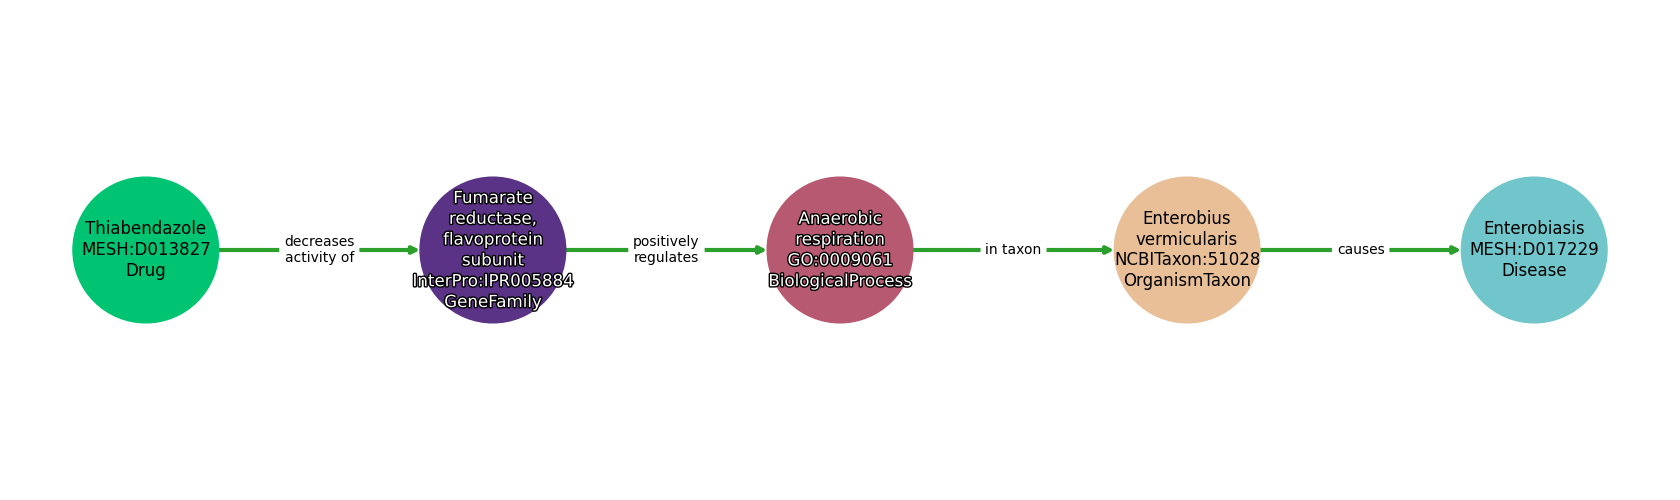 Thiabendazole
MESH:D013827
Drug
decreases
activity of
Fumarate
reductase,
flavoprotein
subunit
InterPro:IPR005884
GeneFamily
positively
regulates
Anaerobic
respiration
GO:0009061
BiologicalProcess
in taxon
Enterobius
vermicularis
NCBITaxon:51028
OrganismTaxon
causes
Enterobiasis
MESH:D017229
Disease